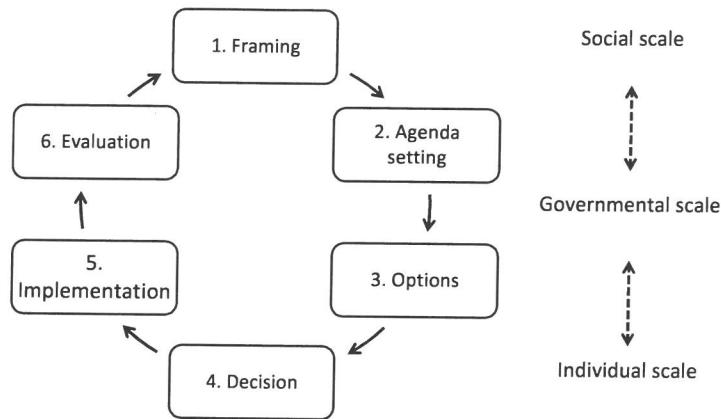 1. Framing
2. Agenda
setting
3. Options
4. Decision
5.
Implementation
6. Evaluation
Social scale
Governmental scale
Individual scale